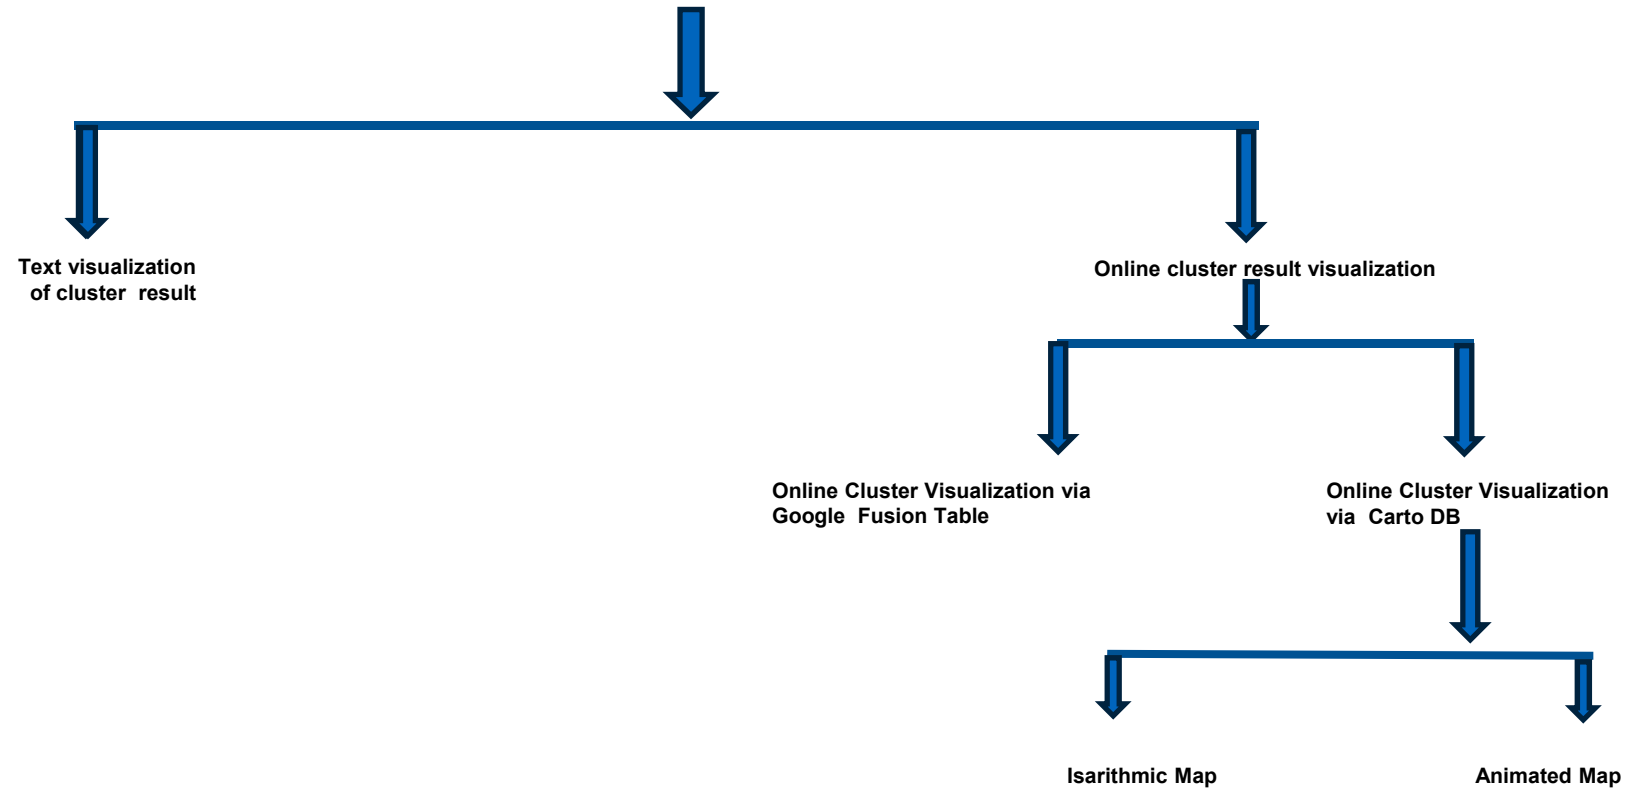 Text visualization
of cluster result
Online cluster result visualization
Online Cluster Visualization via
Google Fusion Table
Online Cluster Visualization
via Carto DB
Isarithmic Map
Animated Map